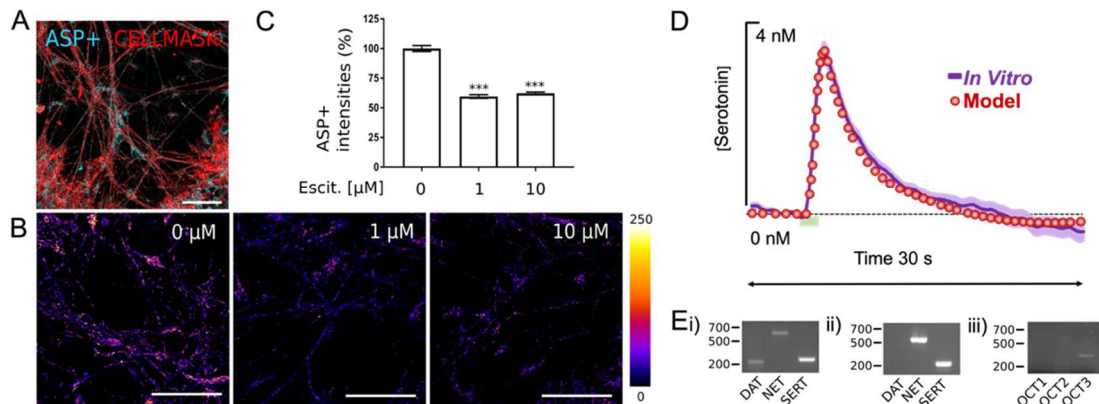 A
ASP+ CELLMASK
B
0 µM
1 µM
10 µM
250
0
C
ASP+
intensities (%)
125
100
75
50
25
0
***
***
Escit. [µM]
0
1
10
D
4 nM
[Serotonin]
In Vitro
Model
0 nM
Time 30 s
E i)
700
500
200
DAT
NET
SERT
ii)
700
500
200
DAT
NET
SERT
iii)
700
500
200
OCT1
OCT2
OCT3